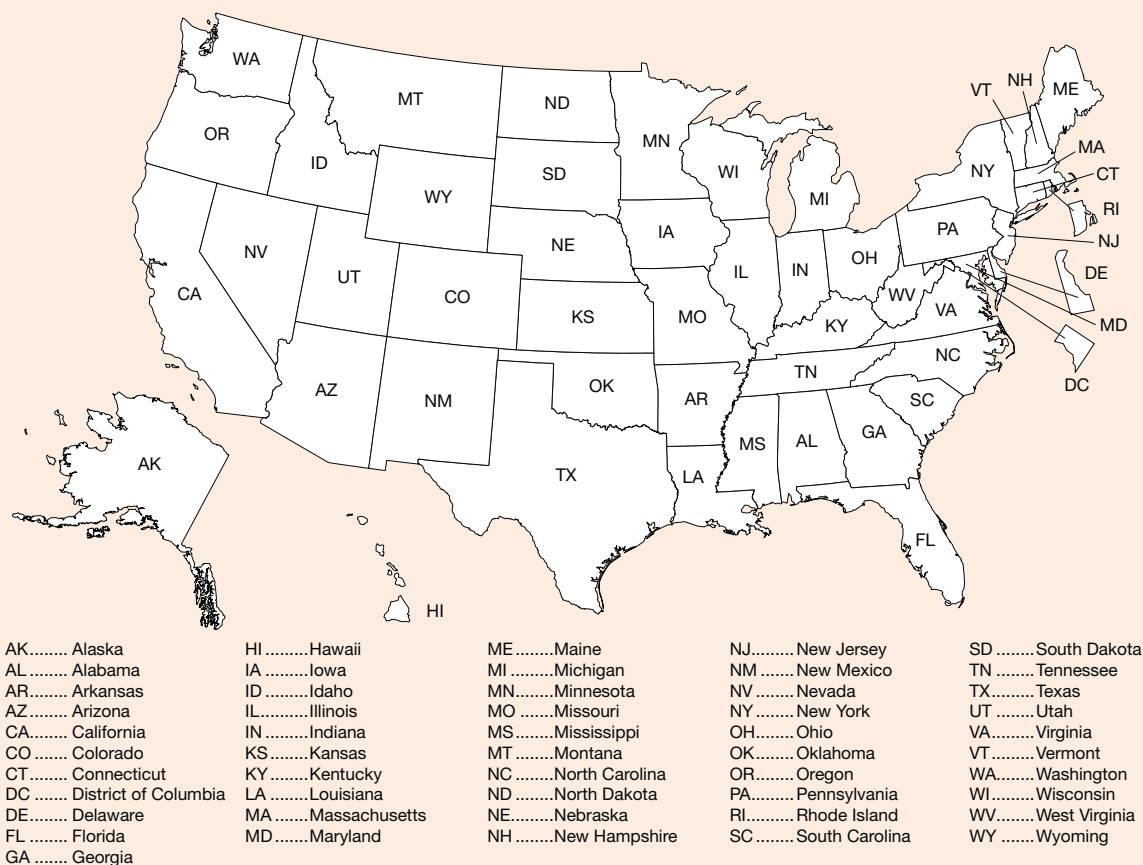 WA
MT
ND
MN
VT
NH
ME
OR
ID
SD
WI
MI
NY
MA
CT
RI
WY
IA
PA
NJ
NV
UT
CO
NE
IL
IN
OH
DE
CA
KS
MO
WV
VA
MD
KY
NC
DC
AZ
NM
OK
AR
TN
SC
TX
LA
MS
AL
GA
AK
FL
HI
AK........ Alaska
AL......... Alabama
AR ........ Arkansas
AZ......... Arizona
CA ........ California
CO ....... Colorado
CT ........ Connecticut
DC ....... District of Columbia
DE......... Delaware
FL ......... Florida
GA ........ Georgia
HI .........Hawaii
IA ..........Iowa
ID ..........Idaho
IL...........Illinois
IN ..........Indiana
KS.........Kansas
KY ........Kentucky
LA ........Louisiana
MA .......Massachusetts
MD .......Maryland
ME .......Maine
MI ........Michigan
MN.......Minnesota
MO ......Missouri
MS.......Mississippi
MT .......Montana
NC .......North Carolina
ND .......North Dakota
NE........Nebraska
NH .......New Hampshire
NJ.........New Jersey
NM .......New Mexico
NV ........Nevada
NY ........New York
OH........Ohio
OK ........Oklahoma
OR ........Oregon
PA.........Pennsylvania
RI..........Rhode Island
SC ........South Carolina
SD .......South Dakota
TN .......Tennessee
TX........Texas
UT .......Utah
VA........Virginia
VT ........Vermont
WA.......Washington
WI ........Wisconsin
WV.......West Virginia
WY .......Wyoming